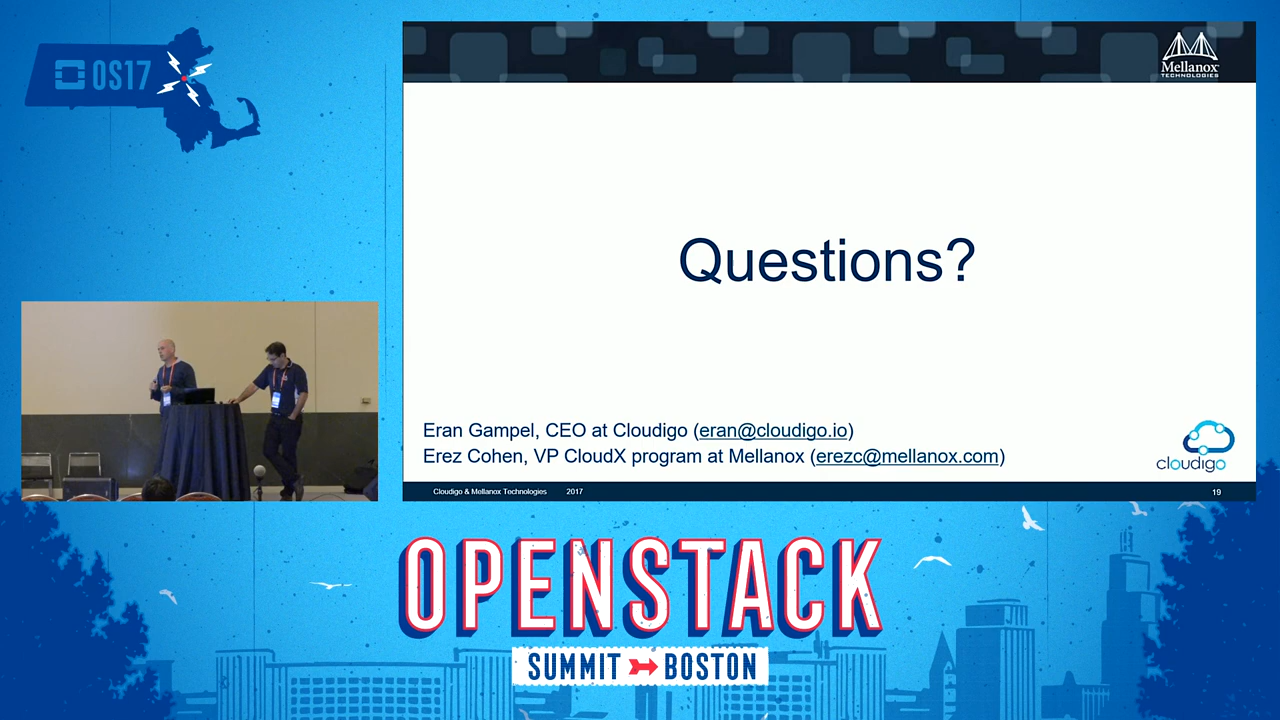 OS17
Mellanox
TECHNOLOGIES
Questions?
Eran Gampel, CEO at Cloudigo (eran@cloudigo.io)
Erez Cohen, VP CloudX program at Mellanox (erezc@mellanox.com)
cloudigo
Cloudigo & Mellanox Technologies 2017 19
OPENSTACK
SUMMIT BOSTON